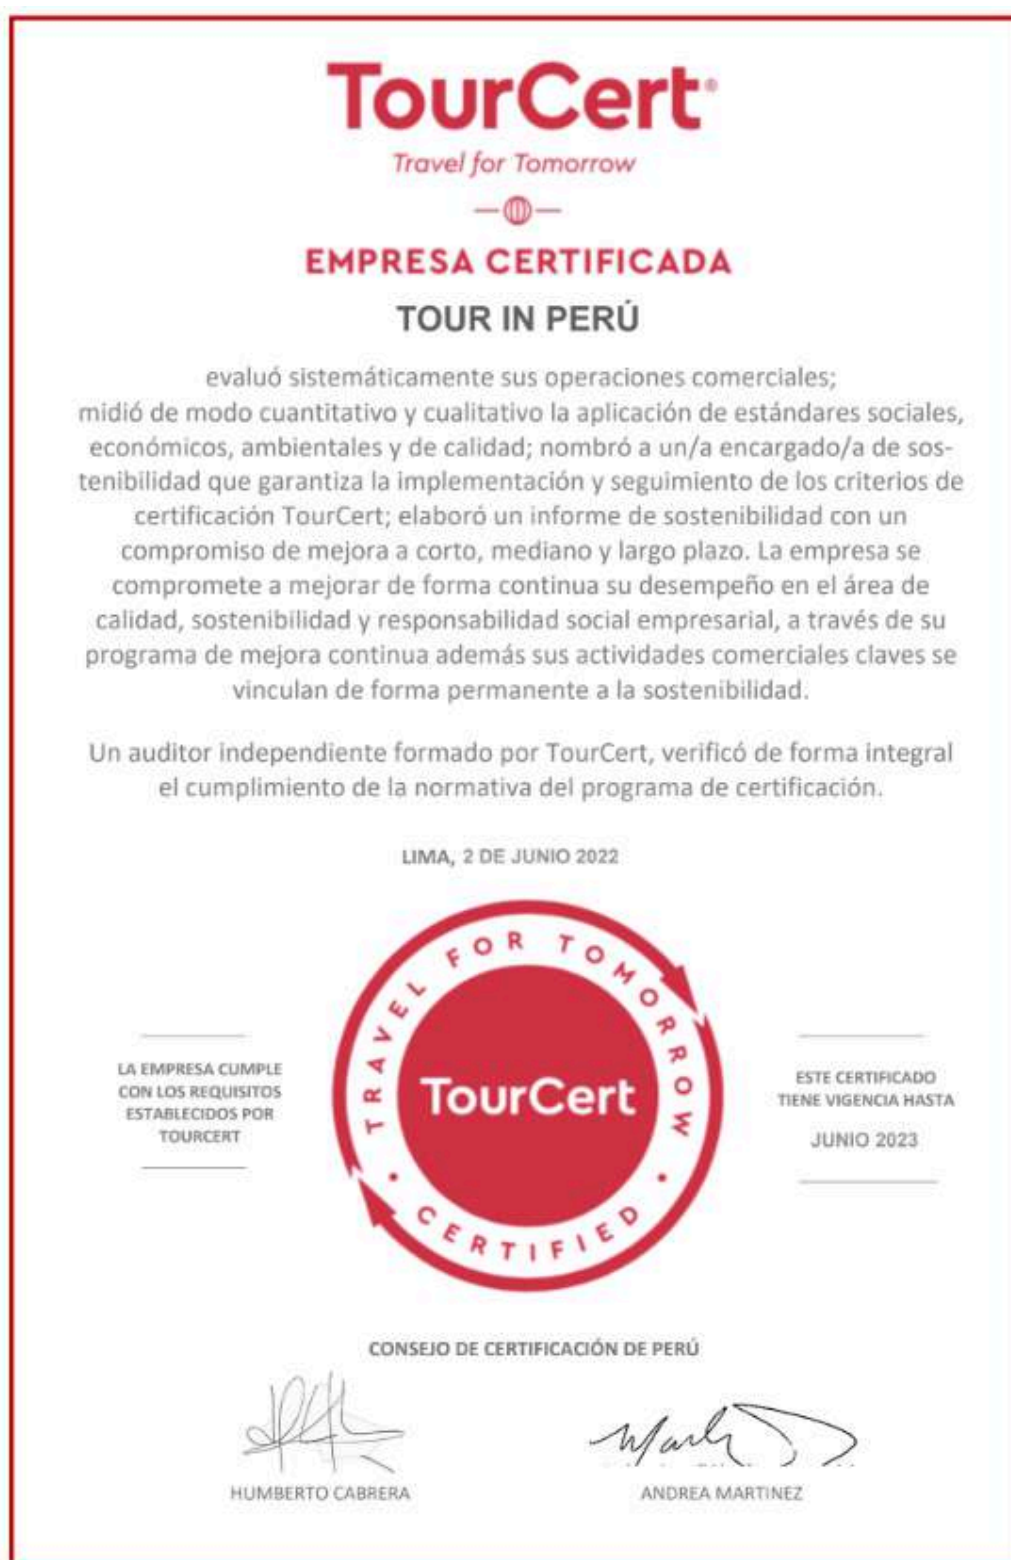 TourCert®
Travel for Tomorrow
EMPRESA CERTIFICADA
TOUR IN PERÚ
evaluó sistemáticamente sus operaciones comerciales;
midió de modo cuantitativo y cualitativo la aplicación de estándares sociales,
económicos, ambientales y de calidad; nombró a un/a encargado/a de sos-
tenibilidad que garantiza la implementación y seguimiento de los criterios de
certificación TourCert; elaboró un informe de sostenibilidad con un
compromiso de mejora a corto, mediano y largo plazo. La empresa se
compromete a mejorar de forma continua su desempeño en el área de
calidad, sostenibilidad y responsabilidad social empresarial, a través de su
programa de mejora continua además sus actividades comerciales claves se
vinculan de forma permanente a la sostenibilidad.
Un auditor independiente formado por TourCert, verificó de forma integral
el cumplimiento de la normativa del programa de certificación.
LIMA, 2 DE JUNIO 2022
LA EMPRESA CUMPLE
CON LOS REQUISITOS
ESTABLECIDOS POR
TOURCERT
TRAVEL FOR TOMORROW
TourCert
• CERTIFIED •
ESTE CERTIFICADO
TIENE VIGENCIA HASTA
JUNIO 2023
CONSEJO DE CERTIFICACIÓN DE PERÚ
HUMBERTO CABRERA
ANDREA MARTINEZ